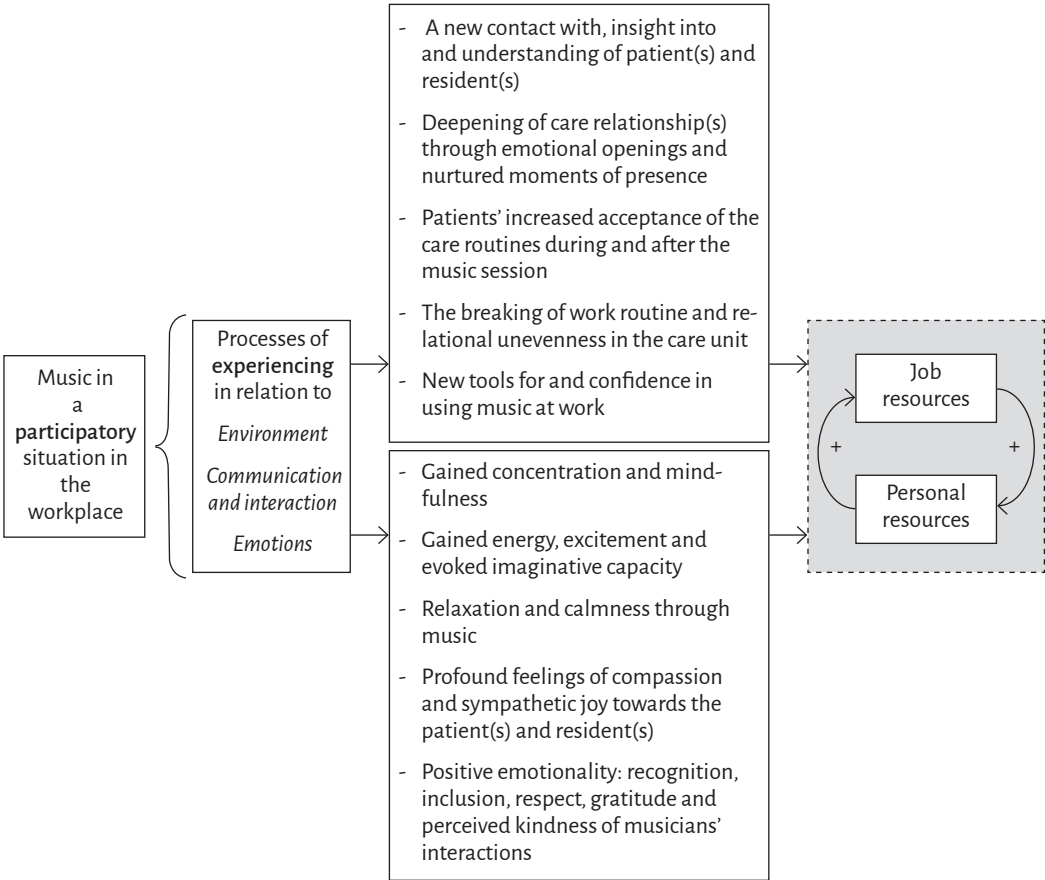 Music in
a
participatory
situation in
the
workplace
Processes of
experiencing
in relation to
Environment
Communication
and interaction
Emotions
- A new contact with, insight into
and understanding of patient(s) and
resident(s)
- Deepening of care relationship(s)
through emotional openings and
nurtured moments of presence
- Patients’ increased acceptance of the
care routines during and after the
music session
- The breaking of work routine and re-
lational unevenness in the care unit
- New tools for and confidence in
using music at work
- Gained concentration and mind-
fulness
- Gained energy, excitement and
evoked imaginative capacity
- Relaxation and calmness through
music
- Profound feelings of compassion
and sympathetic joy towards the
patient(s) and resident(s)
- Positive emotionality: recognition,
inclusion, respect, gratitude and
perceived kindness of musicians’
interactions
Job
resources
+
+
Personal
resources